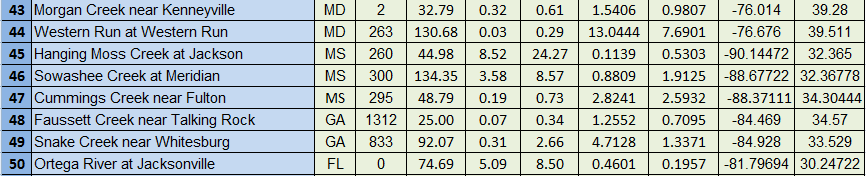 43 Morgan Creek near Kenneyville MD 2 32.79 0.32 0.61 1.5406 0.9807 -76.014 39.28
44 Western Run at Western Run MD 263 130.68 0.03 0.29 13.0444 7.6901 -76.676 39.511
45 Hanging Moss Creek at Jackson MS 260 44.98 8.52 24.27 0.1139 0.5303 -90.14472 32.365
46 Sowashee Creek at Meridian MS 300 134.35 3.58 8.57 0.8809 1.9125 -88.67722 32.36778
47 Cummings Creek near Fulton MS 295 48.79 0.19 0.73 2.8241 2.5932 -88.37111 34.30444
48 Faussett Creek near Talking Rock GA 1312 25.00 0.07 0.34 1.2552 0.7095 -84.469 34.57
49 Snake Creek near Whitesburg GA 833 92.07 0.31 2.66 4.7128 1.3371 -84.928 33.529
50 Ortega River at Jacksonville FL 0 74.69 5.09 8.50 0.4601 0.1957 -81.79694 30.24722